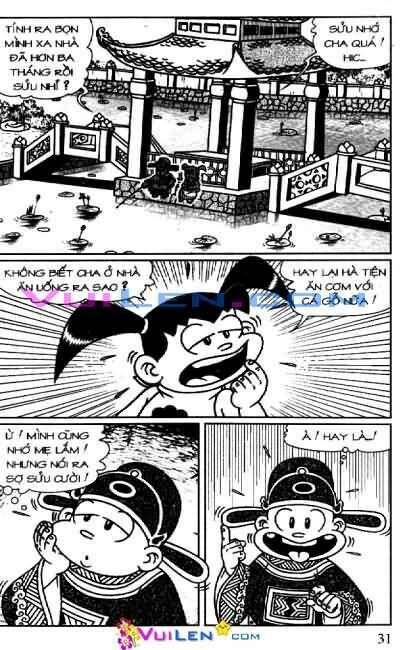 TÍNH RA BỌN
MÌNH XA NHÀ
ĐÃ HƠN BA
THÁNG RỒI
SỬU NHỈ?
SỬU NHỚ
CHA QUÁ!
HIC...
KHÔNG BIẾT CHA Ở NHÀ
ĂN UỐNG RA SAO?
HAY LẠI HÀ TIỆN
ĂN CƠM VỚI
CÁ GỖ NỮA!
VUILEN.COM
Ừ! MÌNH CŨNG
NHỚ MẸ LẮM!
NHƯNG NÓI RA
SỢ SỬU CƯỜI!
À! HAY LÀ...!
31
VUILEN.COM